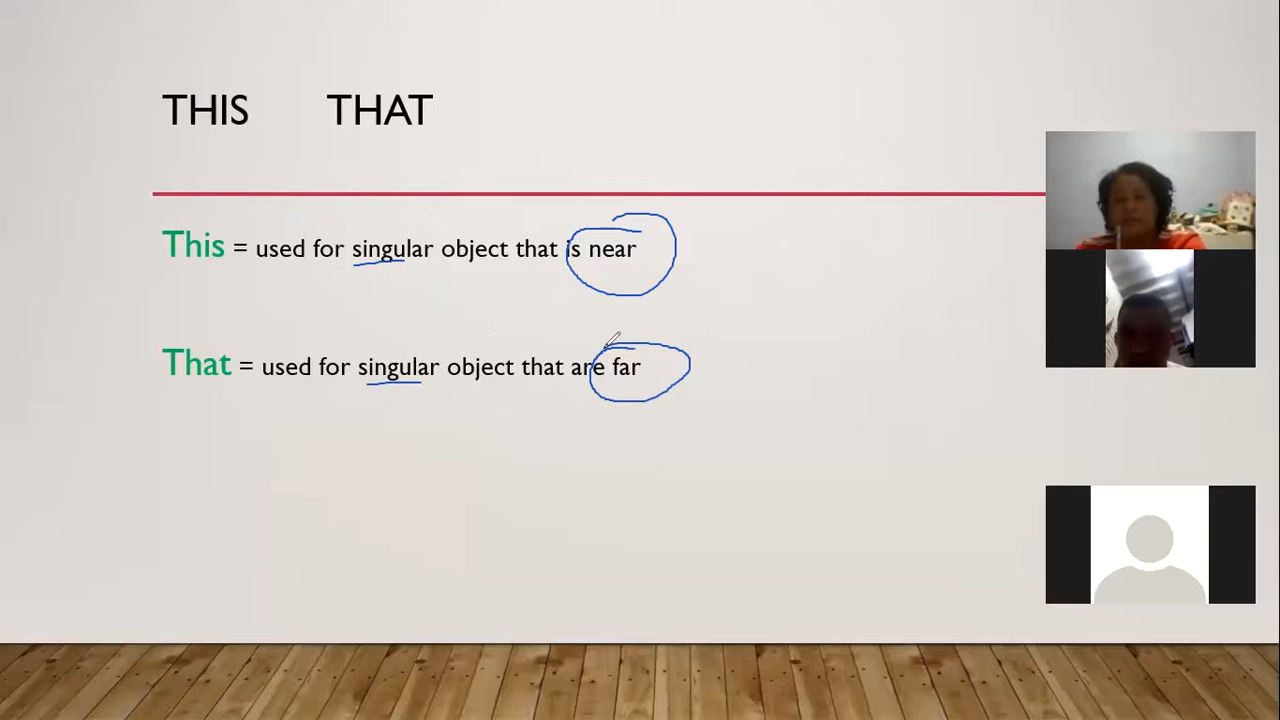 THIS THAT
This = used for singular object that is near
That = used for singular object that are far